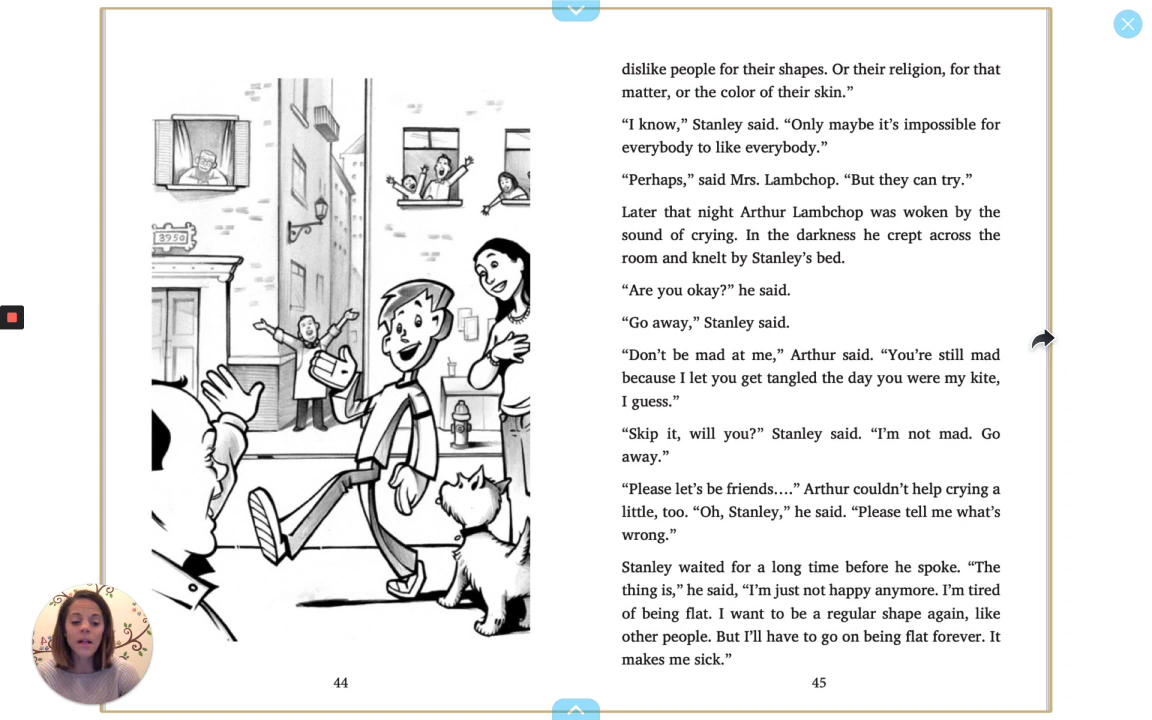 3950
dislike people for their shapes. Or their religion, for that
matter, or the color of their skin.”
“I know,” Stanley said. “Only maybe it’s impossible for
everybody to like everybody.”
“Perhaps,” said Mrs. Lambchop. “But they can try.”
Later that night Arthur Lambchop was woken by the
sound of crying. In the darkness he crept across the
room and knelt by Stanley’s bed.
“Are you okay?” he said.
“Go away,” Stanley said.
“Don’t be mad at me,” Arthur said. “You’re still mad
because I let you get tangled the day you were my kite,
I guess.”
“Skip it, will you?” Stanley said. “I’m not mad. Go
away.”
“Please let’s be friends….” Arthur couldn’t help crying a
little, too. “Oh, Stanley,” he said. “Please tell me what’s
wrong.”
Stanley waited for a long time before he spoke. “The
thing is,” he said, “I’m just not happy anymore. I’m tired
of being flat. I want to be a regular shape again, like
other people. But I’ll have to go on being flat forever. It
makes me sick.”
44
45